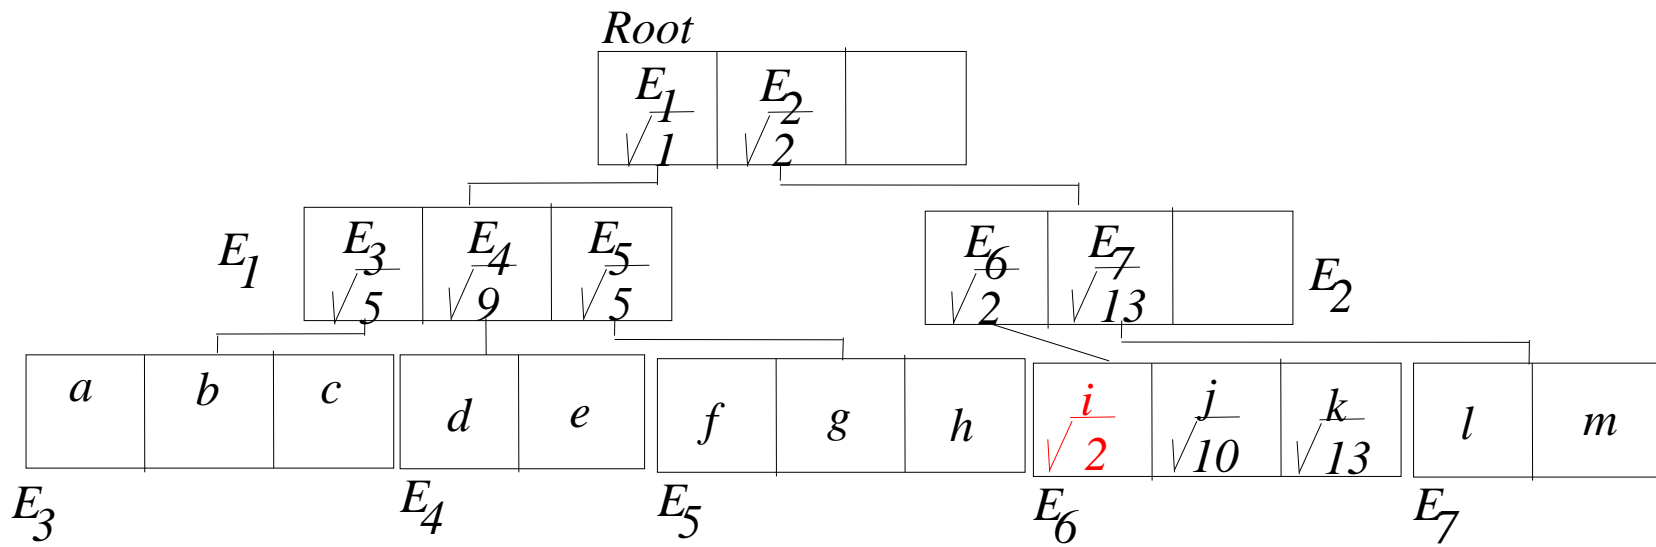 Root
E1 E2
√1 √2
E1 E3 E4 E5 E6 E7 E2
√5 √9 √5 √2 √13
a b c d e f g h i j k l m
√2 √10 √13
E3 E4 E5 E6 E7